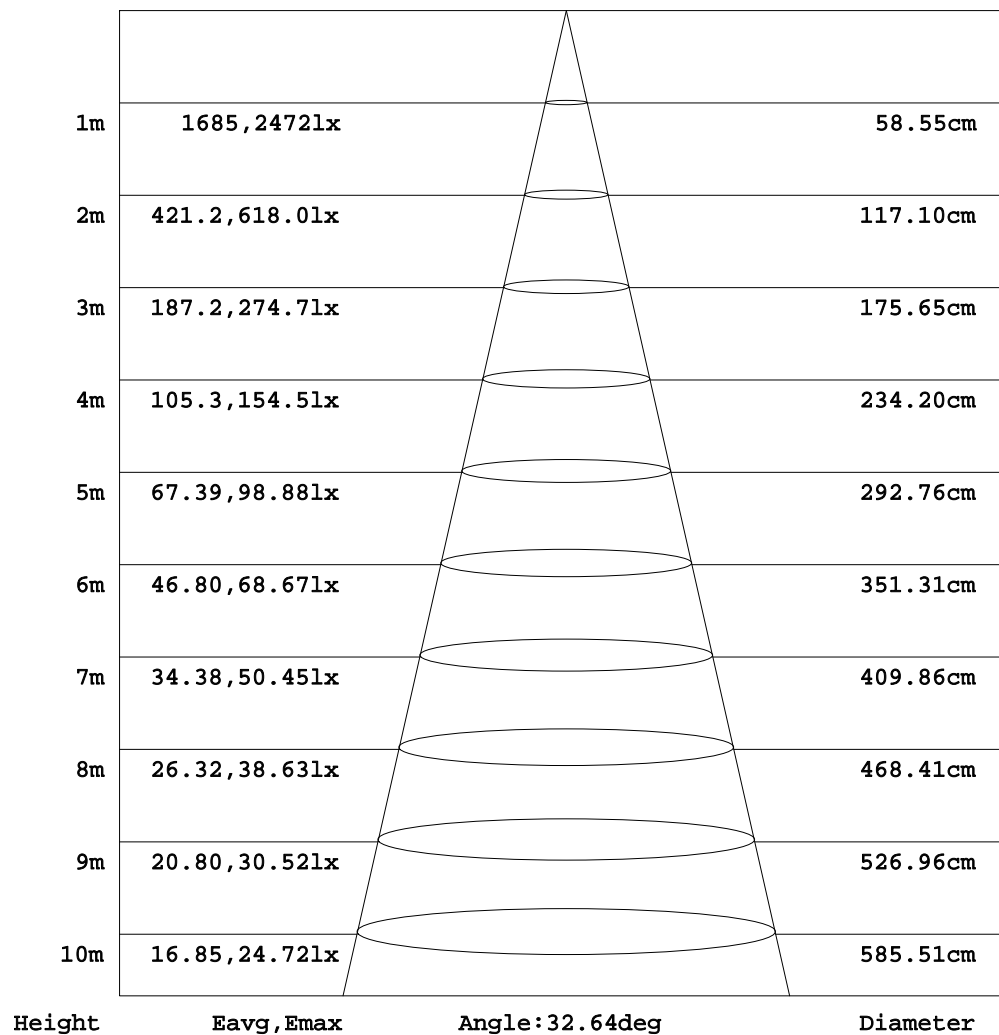 1m 1685,2472lx 58.55cm
2m 421.2,618.0lx 117.10cm
3m 187.2,274.7lx 175.65cm
4m 105.3,154.5lx 234.20cm
5m 67.39,98.88lx 292.76cm
6m 46.80,68.67lx 351.31cm
7m 34.38,50.45lx 409.86cm
8m 26.32,38.63lx 468.41cm
9m 20.80,30.52lx 526.96cm
10m 16.85,24.72lx 585.51cm
Height Eavg,Emax Angle:32.64deg Diameter